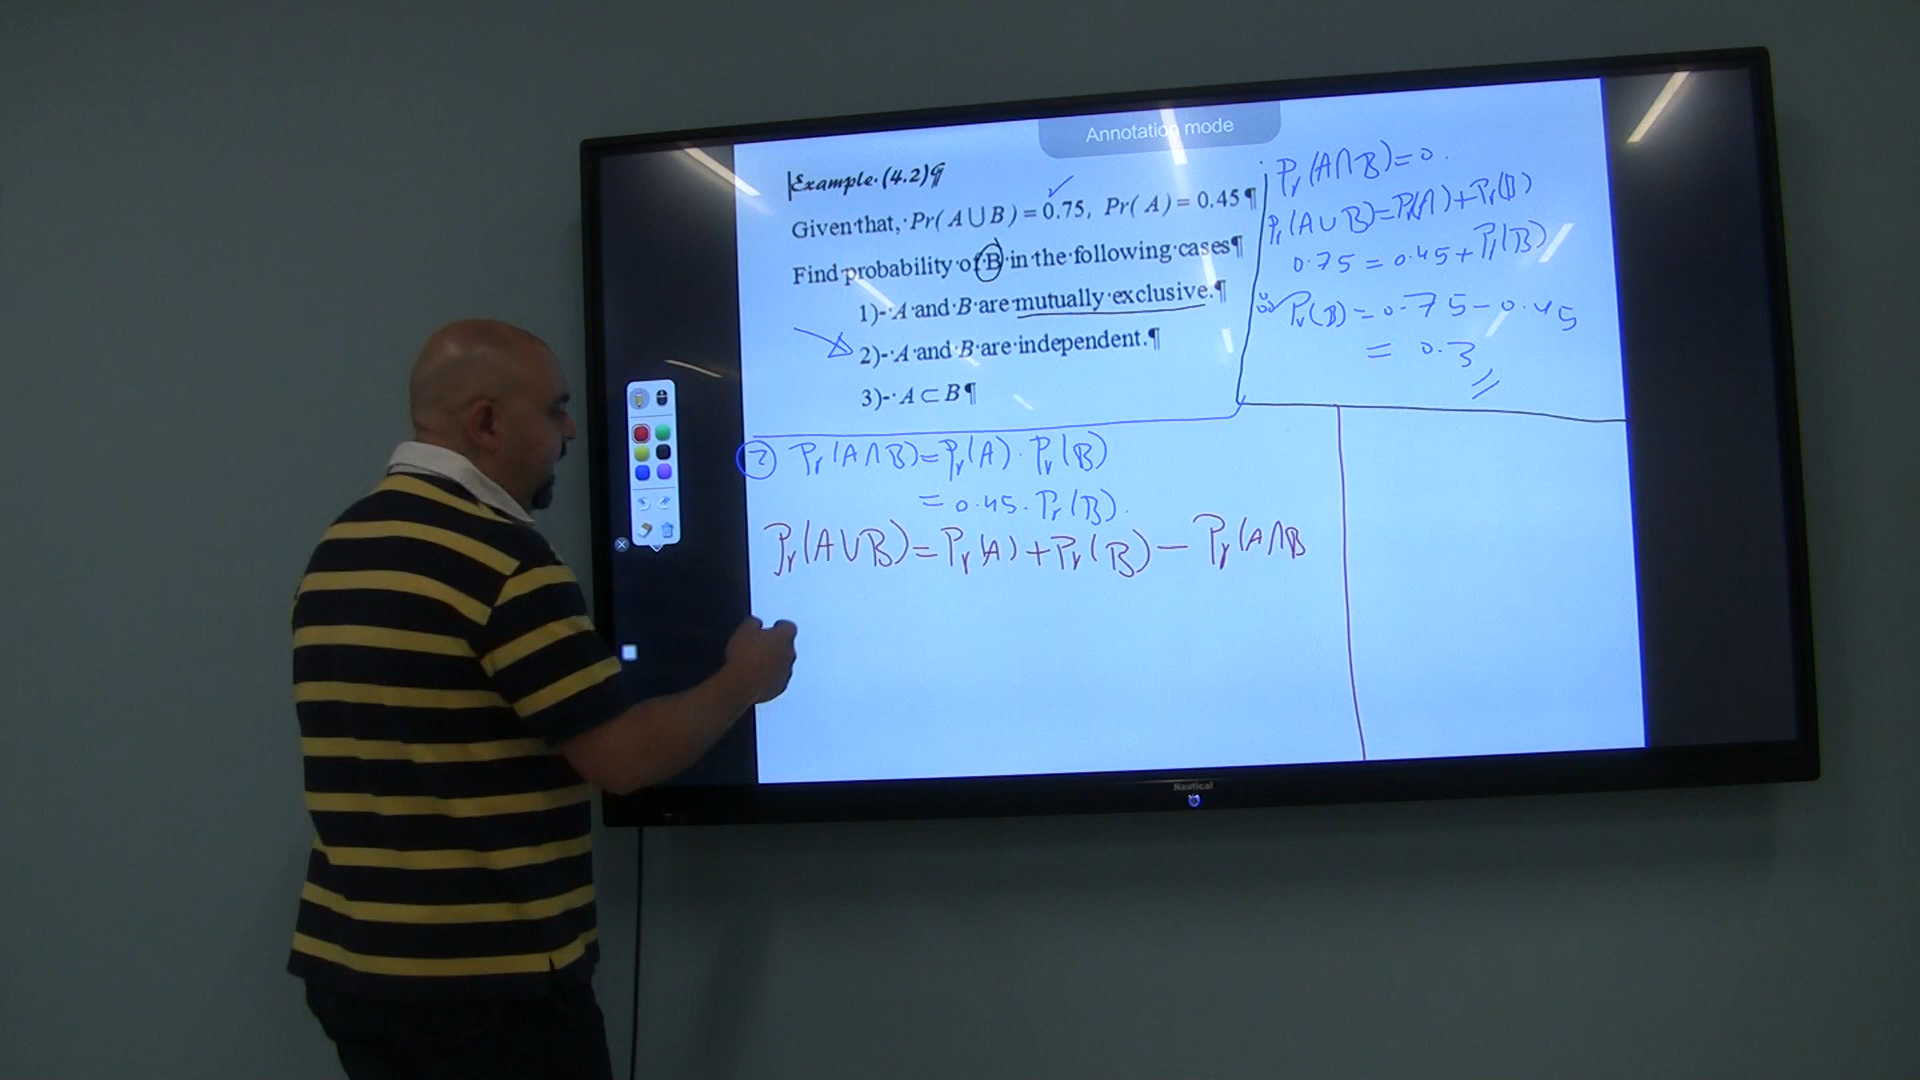 Annotation mode
Example (4.2)¶
Given that, Pr( A ∪ B ) = 0.75, Pr( A ) = 0.45 ¶
Find probability of B in the following cases¶
1)- A and B are mutually exclusive.¶
2)- A and B are independent.¶
3)- A ⊂ B ¶
Pr(A∩B)=0.
Pr(A∪B)=Pr(A)+Pr(B)
0.75 = 0.45+Pr(B)
Pr(B)=0.75-0.45
= 0.3
2 Pr(A∩B)=Pr(A).Pr(B)
= 0.45.Pr(B).
Pr(A∪B)=Pr(A)+Pr(B)-Pr(A∩B
Nautical